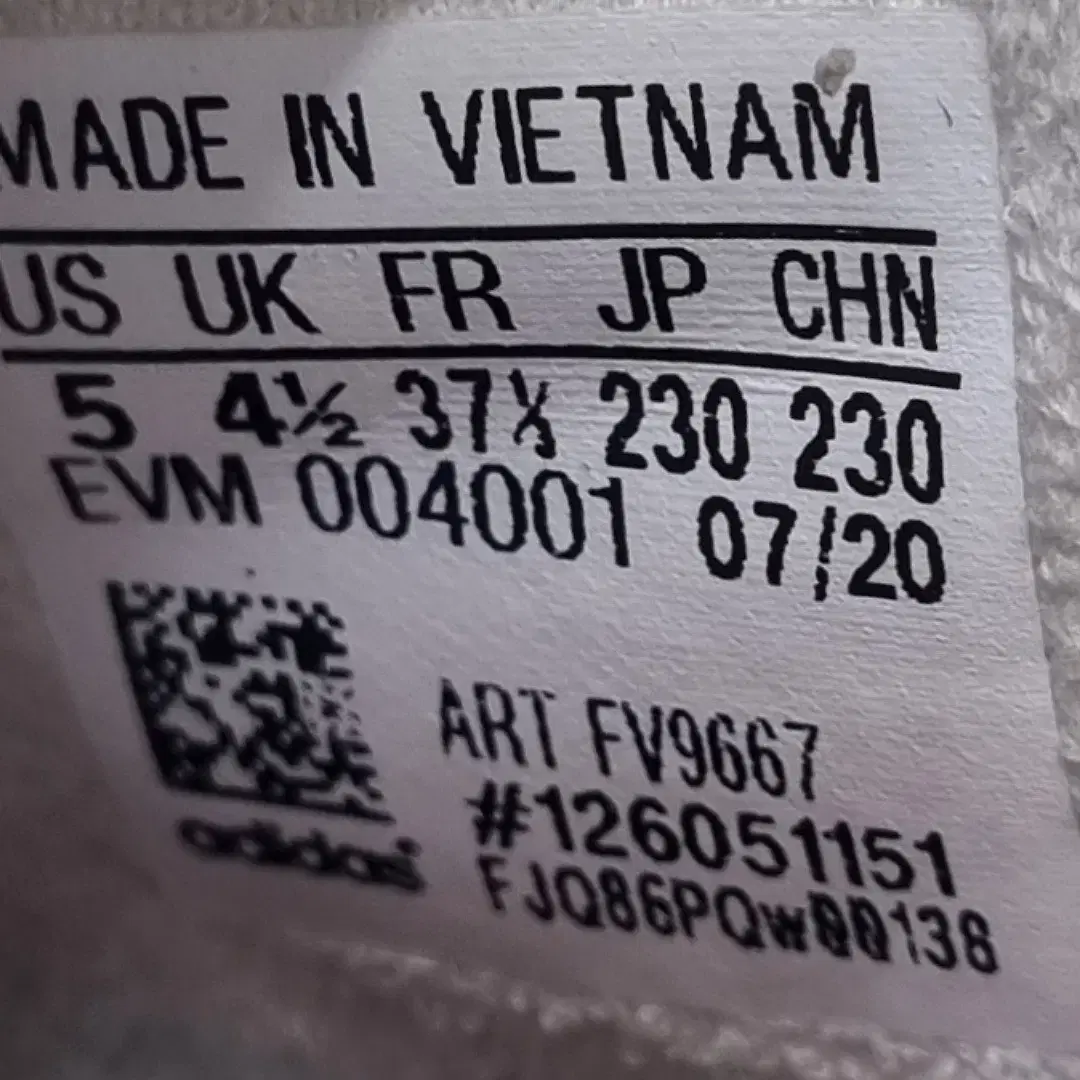 MADE IN VIETNAM
US UK FR JP CHN
5 4½ 37⅓ 230 230
EVM 004001 07/20
ART FV9667
#126051151
adidas